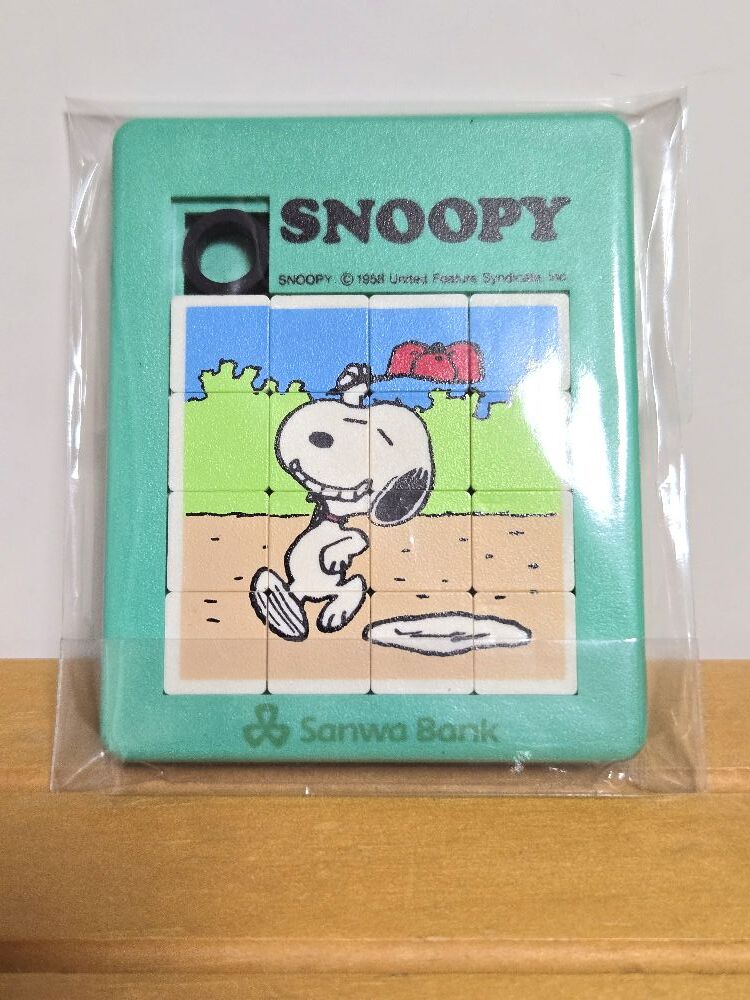 SNOOPY
SNOOPY © 1958 United Feature Syndicate, Inc.
Sanwa Bank